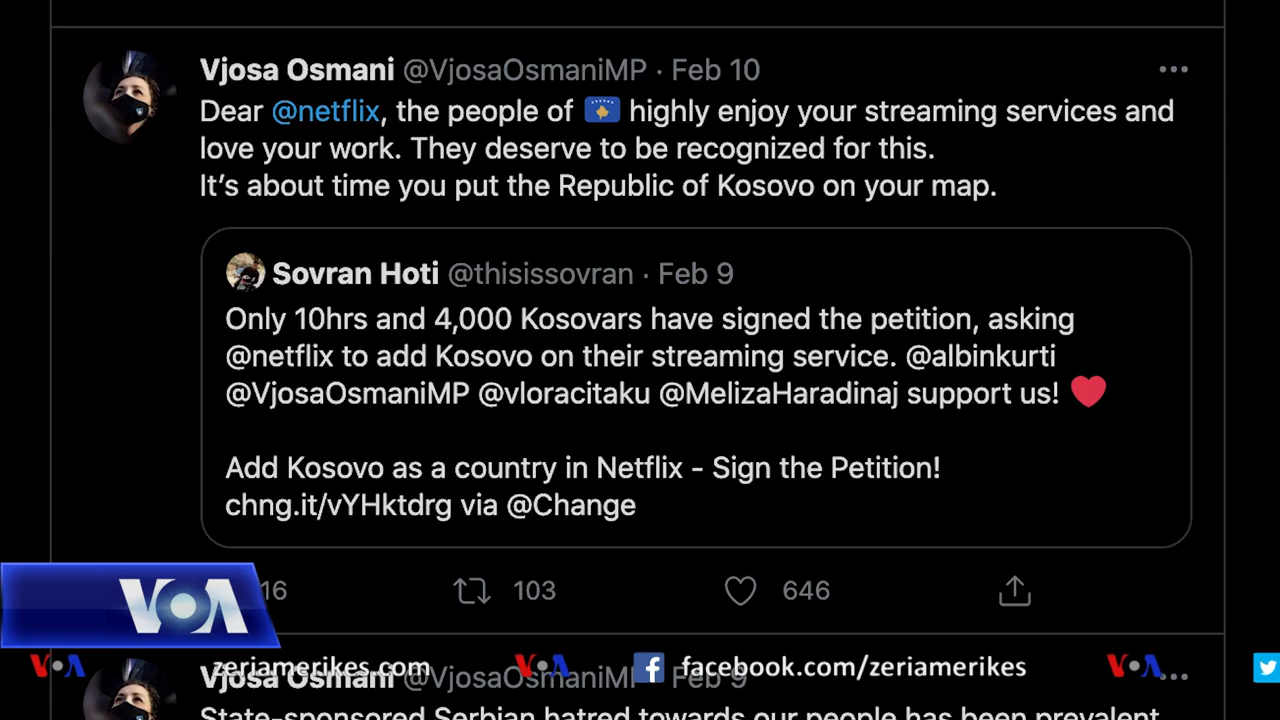 Vjosa Osmani @VjosaOsmaniMP · Feb 10
Dear @netflix, the people of 🇽🇰 highly enjoy your streaming services and
love your work. They deserve to be recognized for this.
It’s about time you put the Republic of Kosovo on your map.
Sovran Hoti @thisissovran · Feb 9
Only 10hrs and 4,000 Kosovars have signed the petition, asking
@netflix to add Kosovo on their streaming service. @albinkurti
@VjosaOsmaniMP @vloracitaku @MelizaHaradinaj support us! ❤️
Add Kosovo as a country in Netflix - Sign the Petition!
chng.it/vYHktdrg via @Change
16 103 646
VOA
VOA zeriamerikes.com VOA facebook.com/zeriamerikes VOA
Vjosa Osmani @VjosaOsmaniMP Feb 9
State-sponsored Serbian hatred towards our people has been prevalent